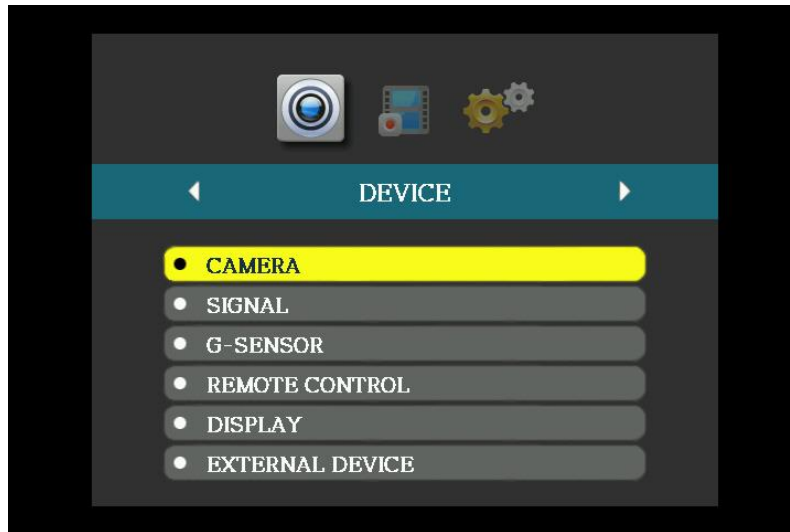 DEVICE
CAMERA
SIGNAL
G-SENSOR
REMOTE CONTROL
DISPLAY
EXTERNAL DEVICE